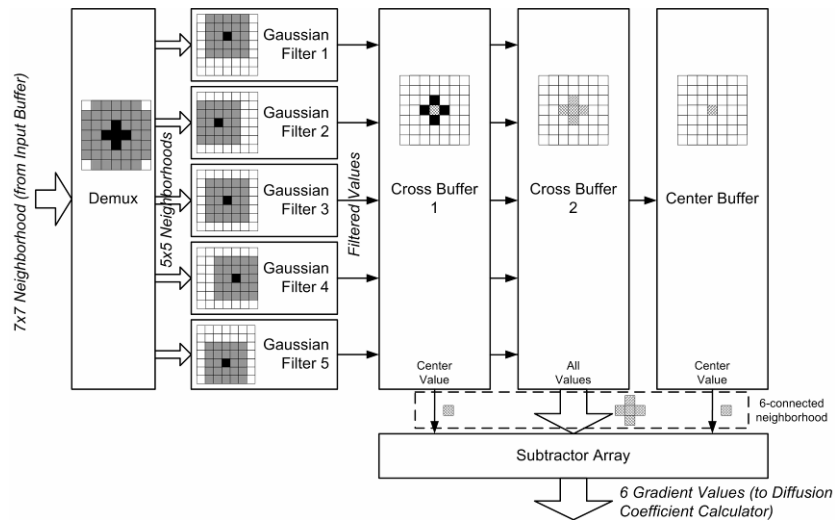 7x7 Neighborhood (from Input Buffer)
Demux
5x5 Neighborhoods
Gaussian
Filter 1
Gaussian
Filter 2
Gaussian
Filter 3
Gaussian
Filter 4
Gaussian
Filter 5
Filtered Values
Cross Buffer
1
Cross Buffer
2
Center Buffer
Center
Value
All
Values
Center
Value
6-connected
neighborhood
Subtractor Array
6 Gradient Values (to Diffusion
Coefficient Calculator)